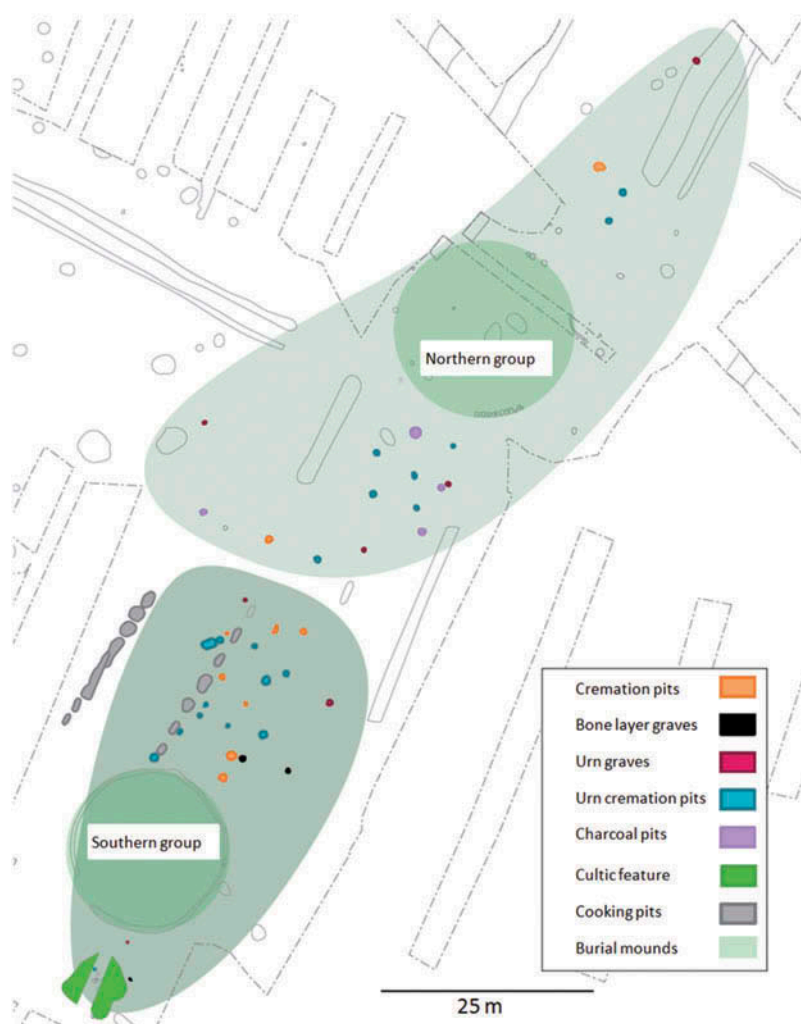 Northern group
Southern group
Cremation pits
Bone layer graves
Urn graves
Urn cremation pits
Charcoal pits
Cultic feature
Cooking pits
Burial mounds
25 m